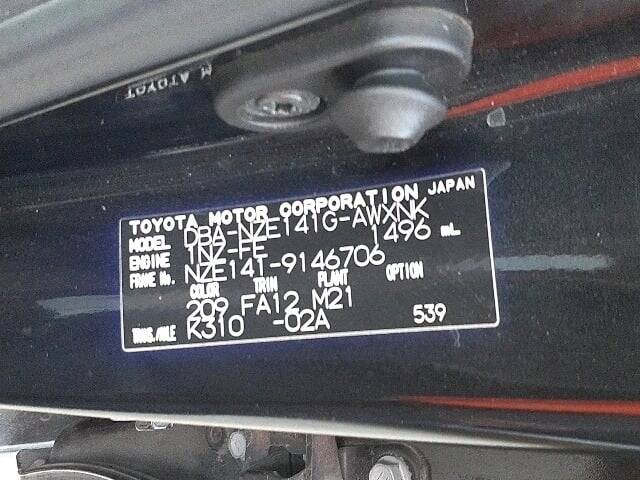 M ATOYOT
TOYOTA MOTOR CORPORATION JAPAN
MODEL DBA-NZE141G-AWXNK
ENGINE 1NZ-FE 1496 mL
FRAME No. NZE141-9146706
COLOR TRIM PLANT OPTION
209 FA12 M21
TRANS./AXLE K310 -02A 539